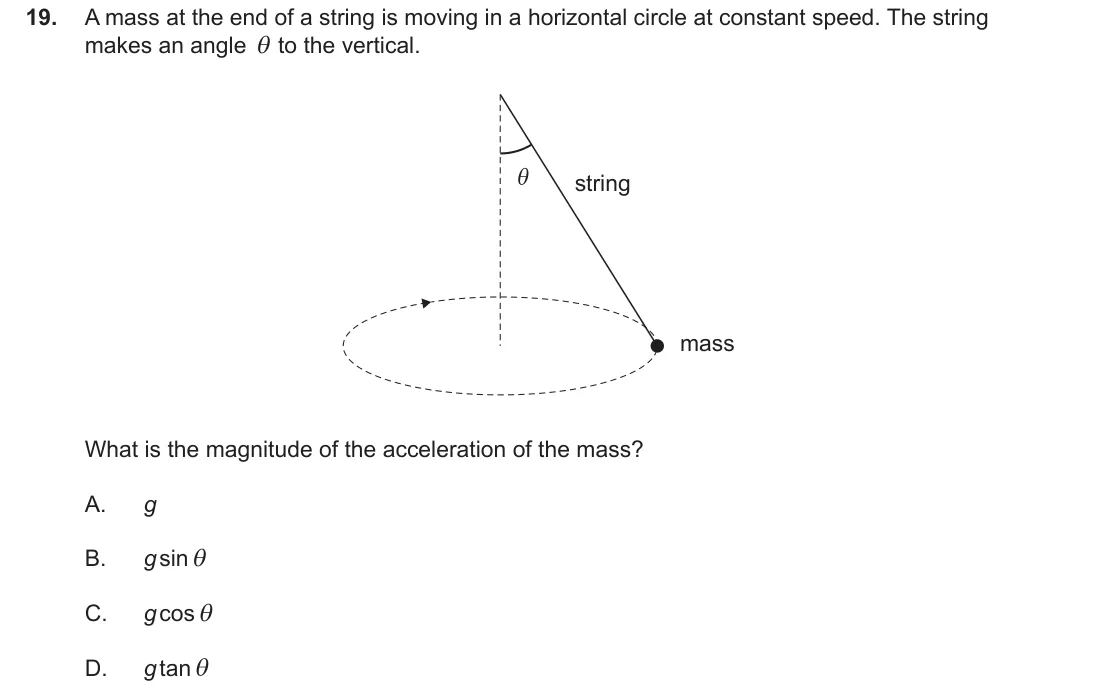 19. A mass at the end of a string is moving in a horizontal circle at constant speed. The string
makes an angle θ to the vertical.
θ
string
mass
What is the magnitude of the acceleration of the mass?
A. g
B. g sin θ
C. g cos θ
D. g tan θ